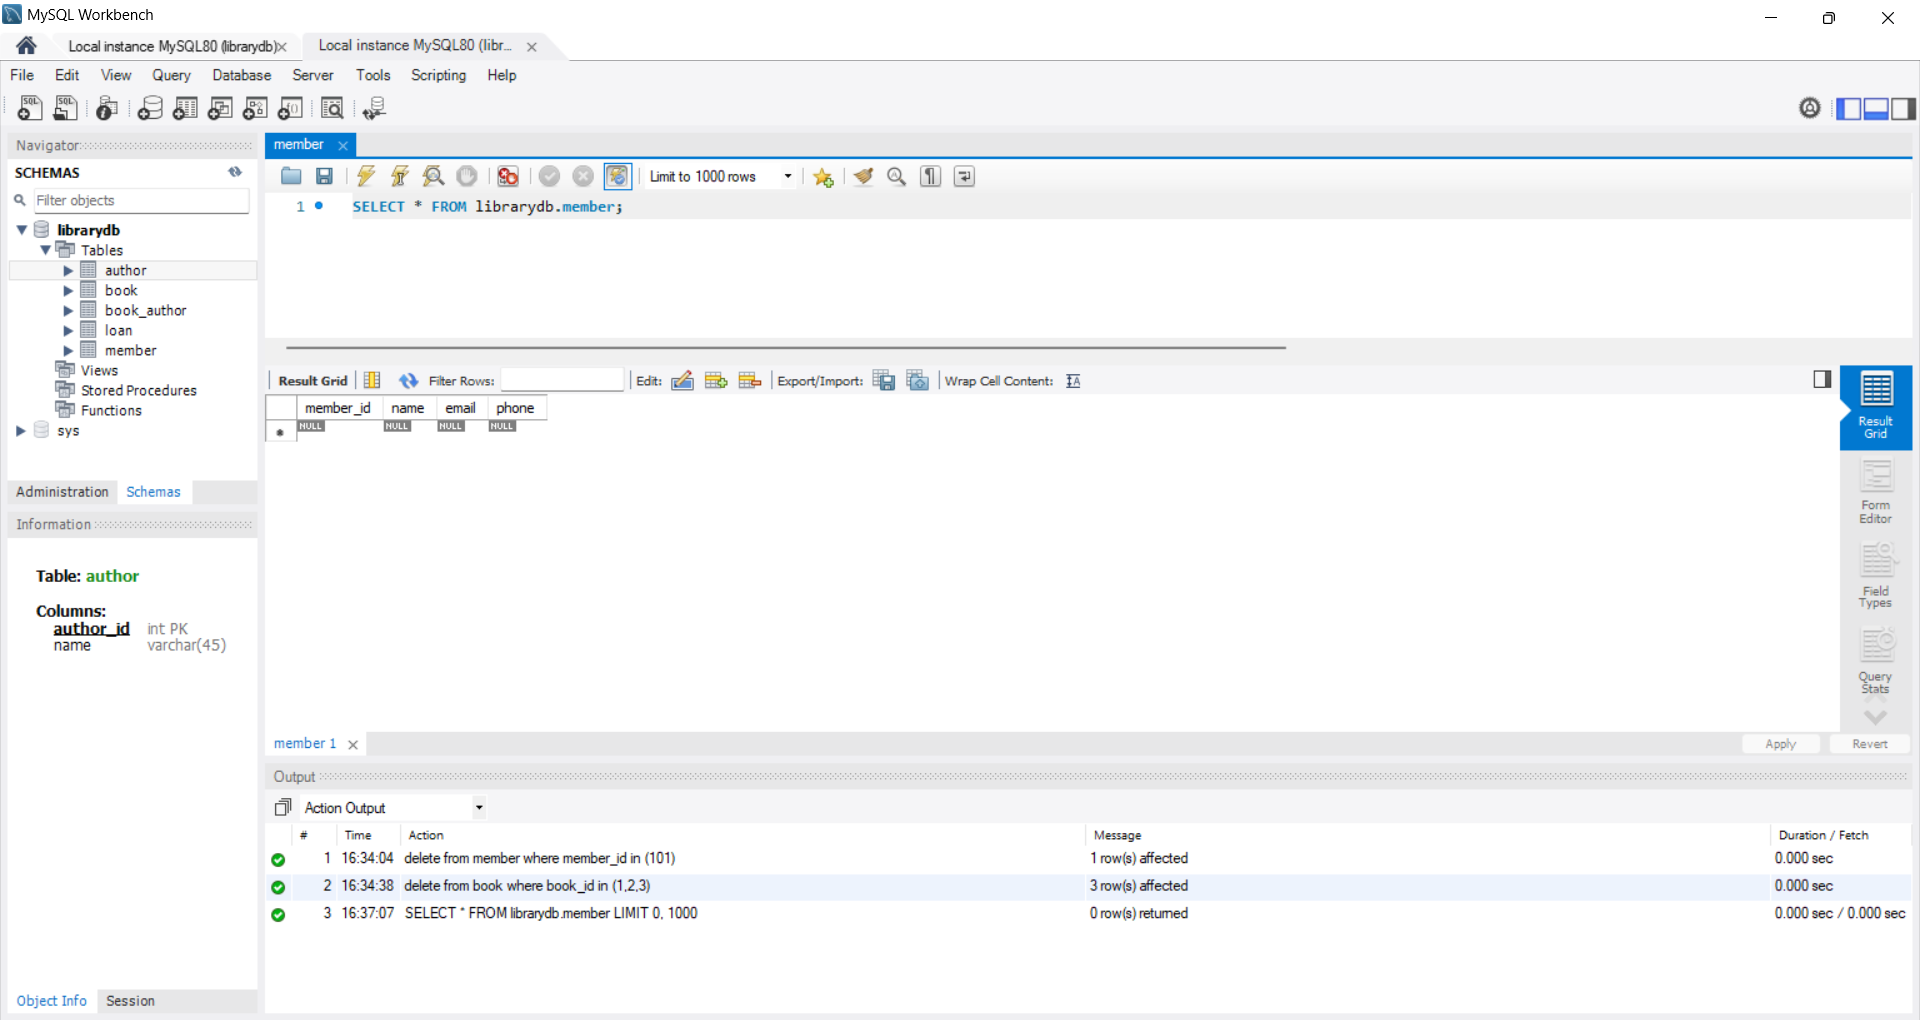 MySQL Workbench
Local instance MySQL80 (librarydb)
Local instance MySQL80 (libr...
File Edit View Query Database Server Tools Scripting Help
Navigator
SCHEMAS
Filter objects
librarydb
Tables
author
book
book_author
loan
member
Views
Stored Procedures
Functions
sys
Administration Schemas
Information
Table: author
Columns:
author_id int PK
name varchar(45)
Object Info Session
member
Limit to 1000 rows
1 SELECT * FROM librarydb.member;
Result Grid Filter Rows: Edit: Export/Import: Wrap Cell Content:
member_id name email phone
NULL NULL NULL NULL
Result
Grid
Form
Editor
Field
Types
Query
Stats
member 1
Apply Revert
Output
Action Output
# Time Action Message Duration / Fetch
1 16:34:04 delete from member where member_id in (101) 1 row(s) affected 0.000 sec
2 16:34:38 delete from book where book_id in (1,2,3) 3 row(s) affected 0.000 sec
3 16:37:07 SELECT * FROM librarydb.member LIMIT 0, 1000 0 row(s) returned 0.000 sec / 0.000 sec